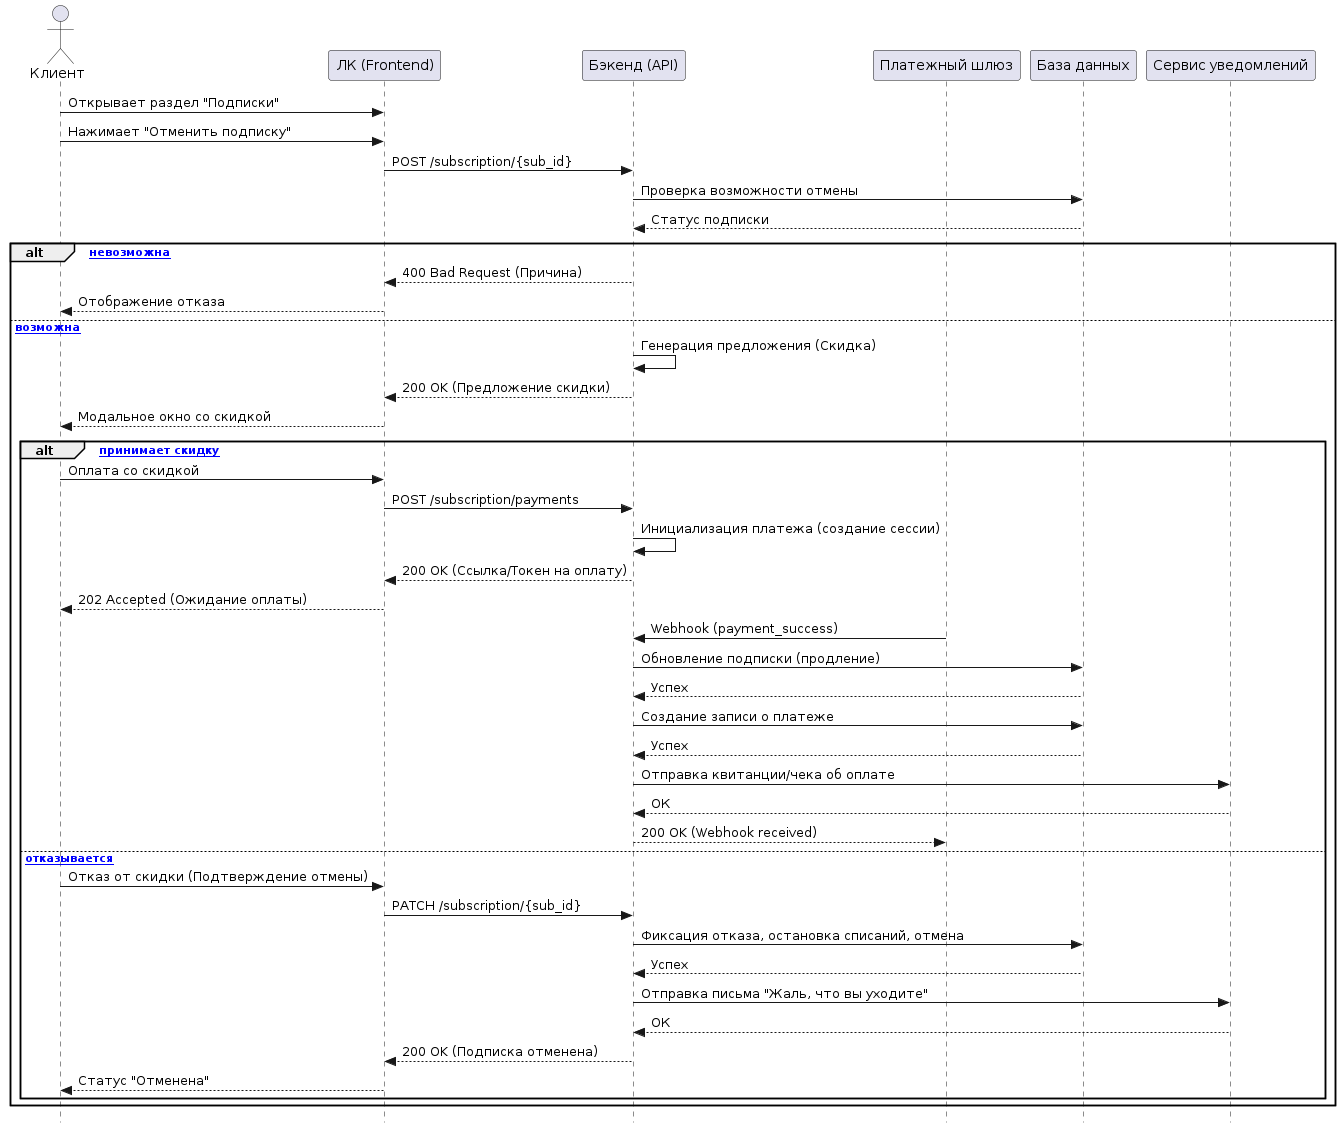 Клиент
ЛК (Frontend)
Бэкенд (API)
Платежный шлюз
База данных
Сервис уведомлений
Открывает раздел "Подписки"
Нажимает "Отменить подписку"
POST /subscription/{sub_id}
Проверка возможности отмены
Статус подписки
alt
невозможна
400 Bad Request (Причина)
Отображение отказа
возможна
Генерация предложения (Скидка)
200 OK (Предложение скидки)
Модальное окно со скидкой
alt
принимает скидку
Оплата со скидкой
POST /subscription/payments
Инициализация платежа (создание сессии)
200 OK (Ссылка/Токен на оплату)
202 Accepted (Ожидание оплаты)
Webhook (payment_success)
Обновление подписки (продление)
Успех
Создание записи о платеже
Успех
Отправка квитанции/чека об оплате
ОК
200 OK (Webhook received)
отказывается
Отказ от скидки (Подтверждение отмены)
PATCH /subscription/{sub_id}
Фиксация отказа, остановка списаний, отмена
Успех
Отправка письма "Жаль, что вы уходите"
ОК
200 OK (Подписка отменена)
Статус "Отменена"